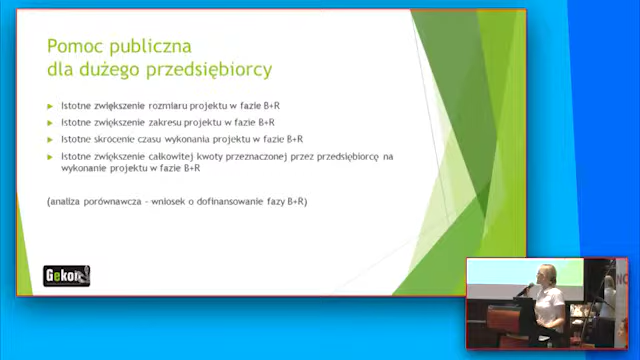 Pomoc publiczna
dla dużego przedsiębiorcy
Istotne zwiększenie rozmiaru projektu w fazie B+R
Istotne zwiększenie zakresu projektu w fazie B+R
Istotne skrócenie czasu wykonania projektu w fazie B+R
Istotne zwiększenie całkowitej kwoty przeznaczonej przez przedsiębiorcę na
wykonanie projektu w fazie B+R
(analiza porównawcza – wniosek o dofinansowanie fazy B+R)
Gekon